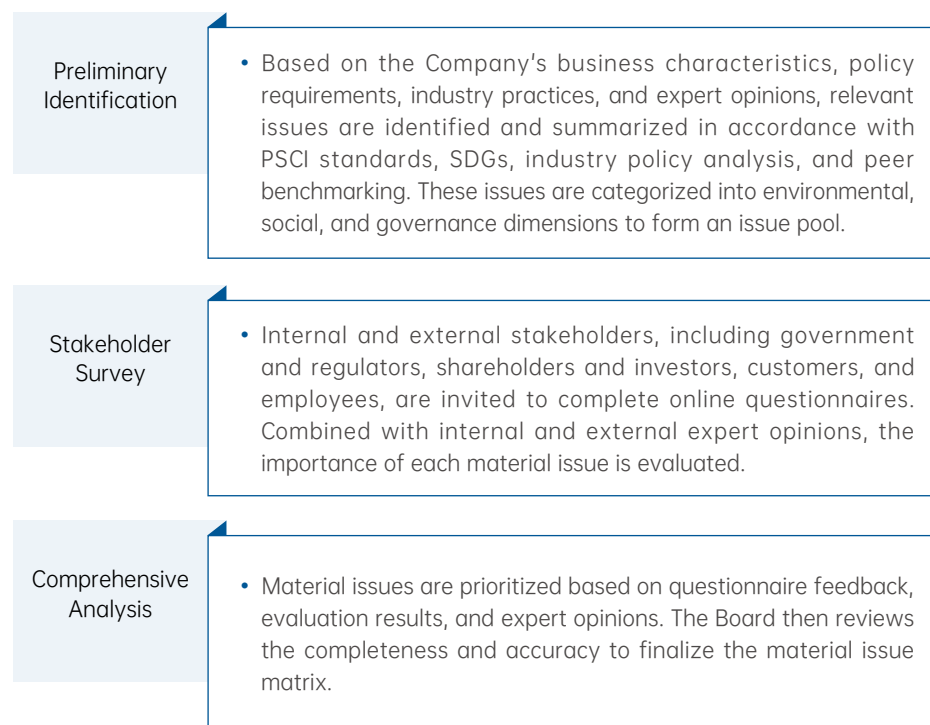 Preliminary
Identification
• Based on the Company's business characteristics, policy
requirements, industry practices, and expert opinions, relevant
issues are identified and summarized in accordance with
PSCI standards, SDGs, industry policy analysis, and peer
benchmarking. These issues are categorized into environmental,
social, and governance dimensions to form an issue pool.
Stakeholder
Survey
• Internal and external stakeholders, including government
and regulators, shareholders and investors, customers, and
employees, are invited to complete online questionnaires.
Combined with internal and external expert opinions, the
importance of each material issue is evaluated.
Comprehensive
Analysis
• Material issues are prioritized based on questionnaire feedback,
evaluation results, and expert opinions. The Board then reviews
the completeness and accuracy to finalize the material issue
matrix.